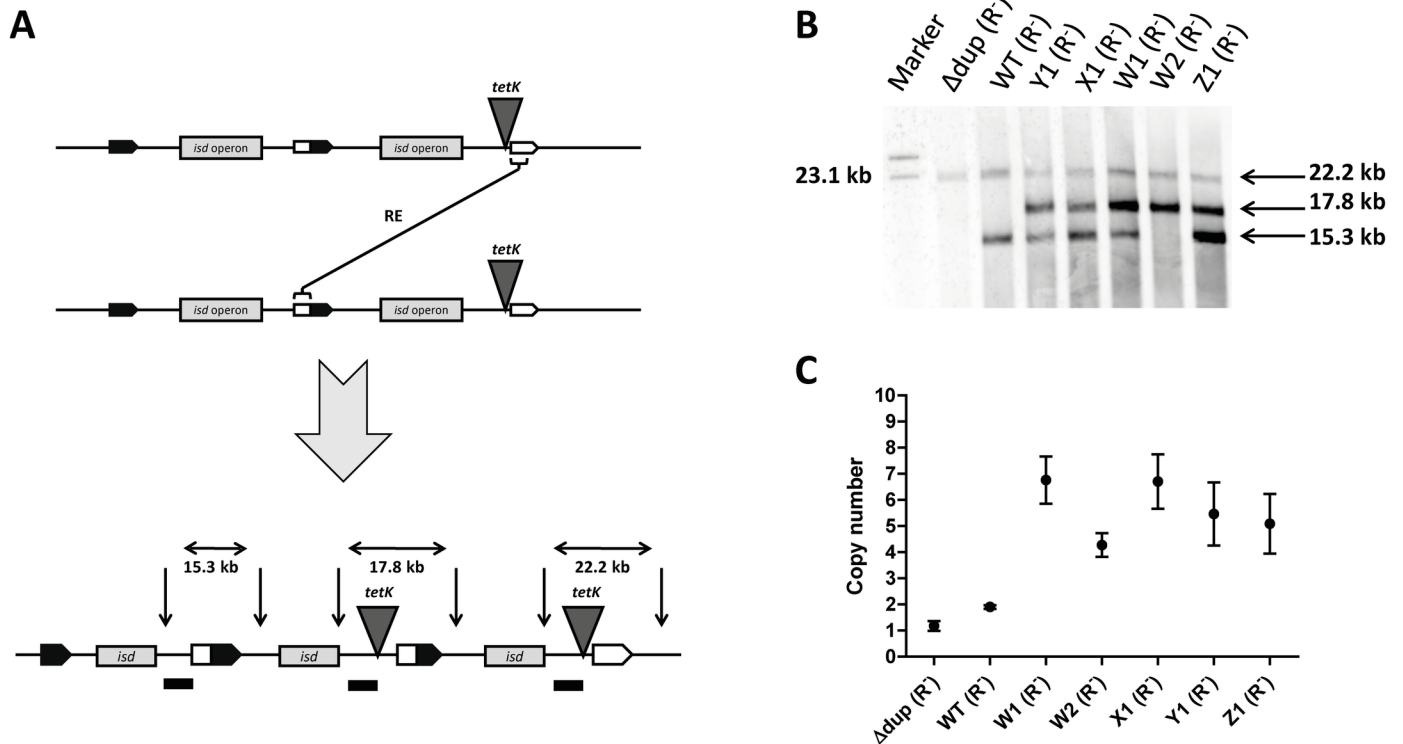 A
tetK
isd operon
isd operon
RE
tetK
isd operon
isd operon
15.3 kb
17.8 kb
22.2 kb
tetK
tetK
isd
isd
isd
B
Marker
Δdup (R-)
WT (R-)
Y1 (R-)
X1 (R-)
W1 (R-)
W2 (R-)
Z1 (R-)
23.1 kb
22.2 kb
17.8 kb
15.3 kb
C
Copy number
10
9
8
7
6
5
4
3
2
1
0
Δdup (R-)
WT (R-)
W1 (R-)
W2 (R-)
X1 (R-)
Y1 (R-)
Z1 (R-)